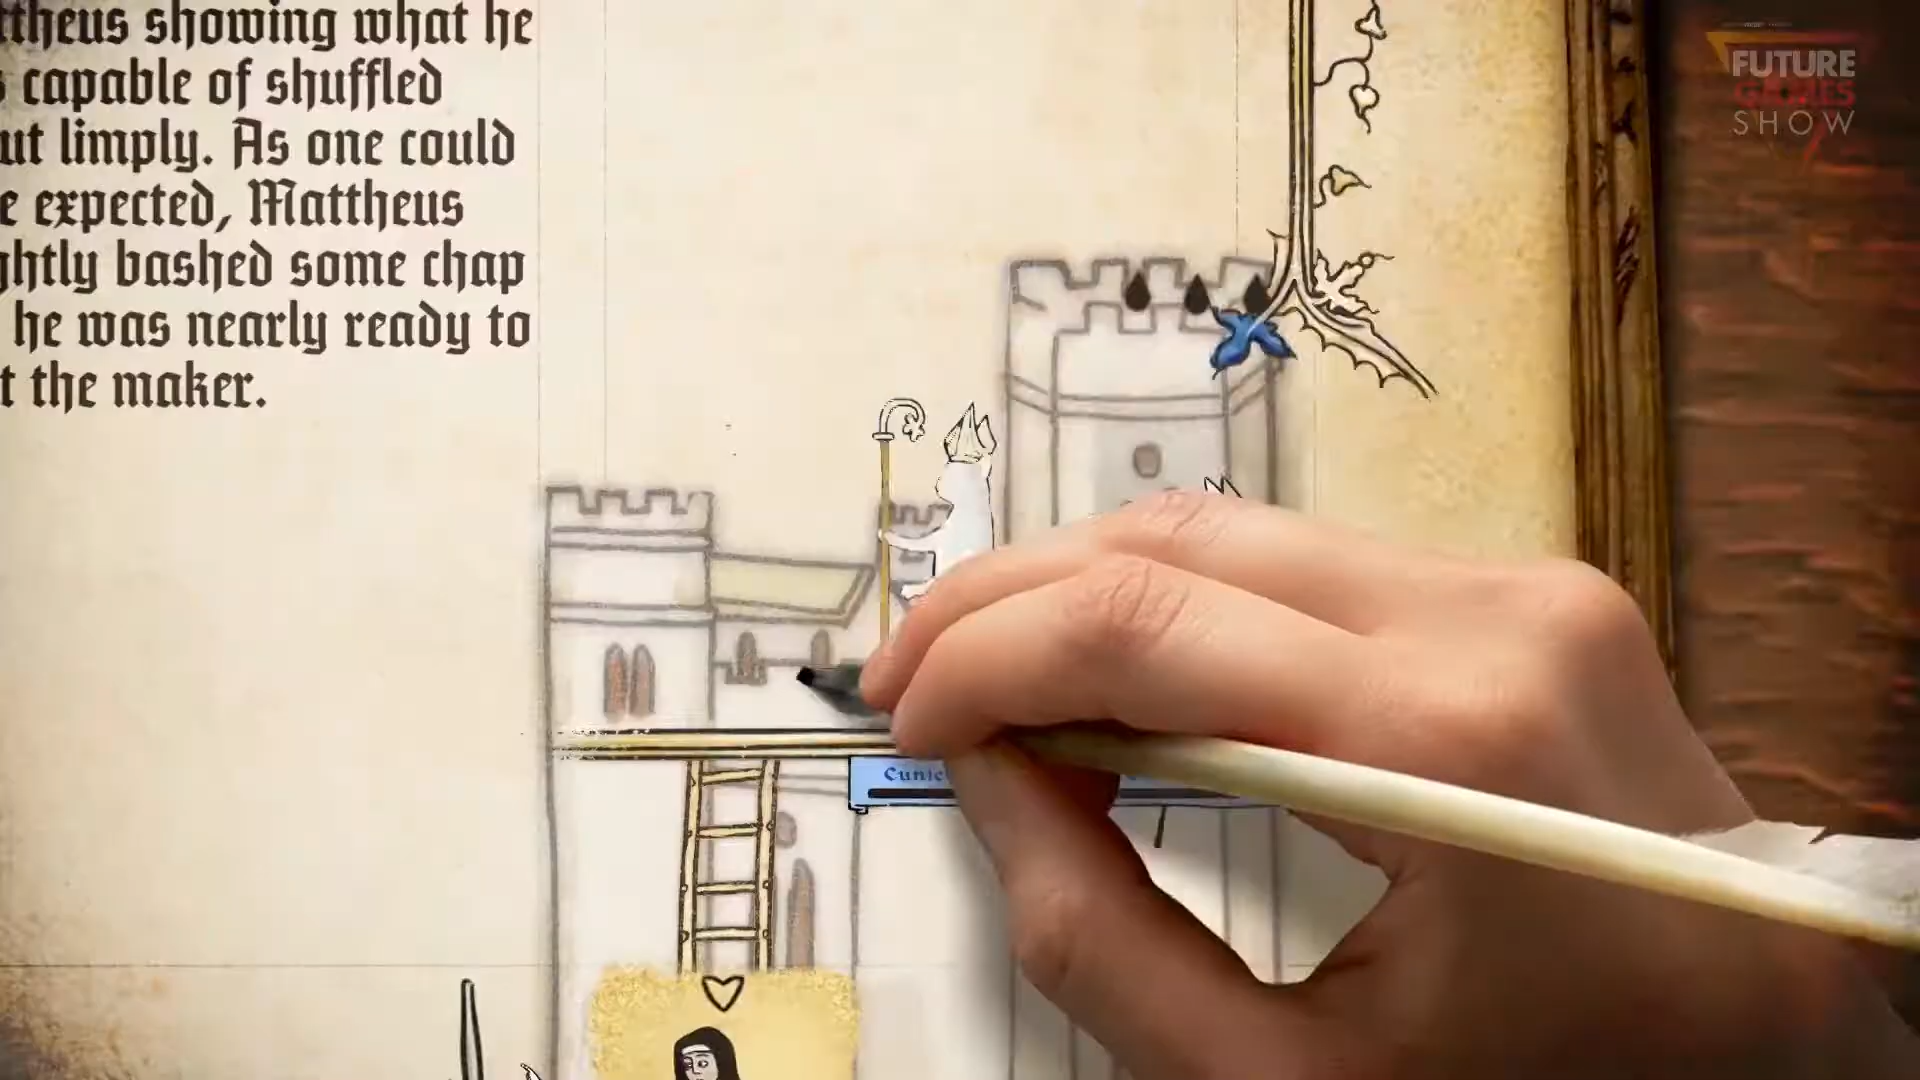 ttheus showing what he
s capable of shuffled
ut limply. As one could
e expected, Mattheus
ghtly bashed some chap
he was nearly ready to
t the maker.
FUTURE
GAMES
SHOW
Cunic